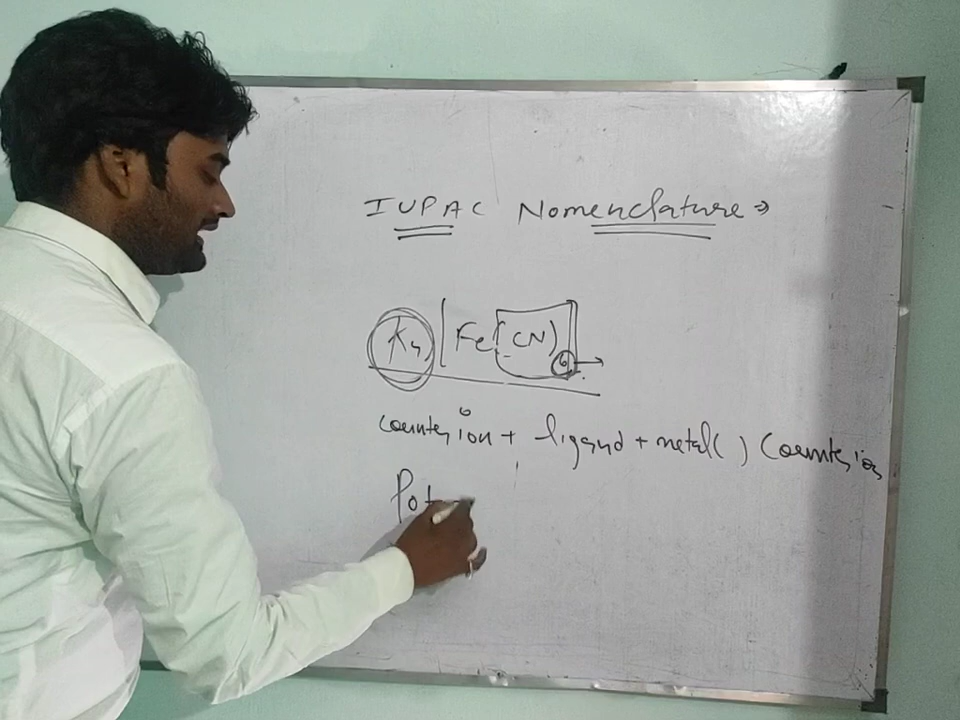 IUPAC Nomenclature ⇒
K4[Fe(CN)6] →
counter ion + ligand + metal( ) Counter ion
Pot